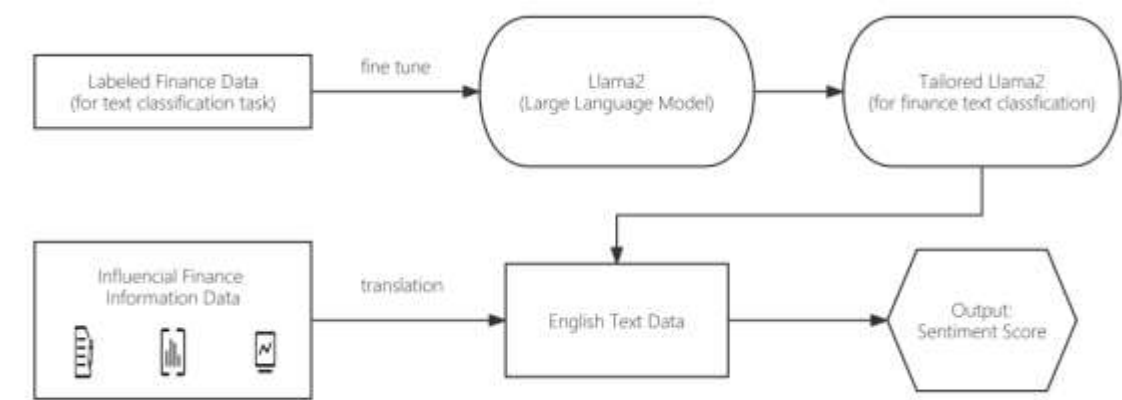 Labeled Finance Data
(for text classification task)
fine tune
Llama2
(Large Language Model)
Tailored Llama2
(for finance text classfication)
Influencial Finance
Information Data
translation
English Text Data
Output:
Sentiment Score